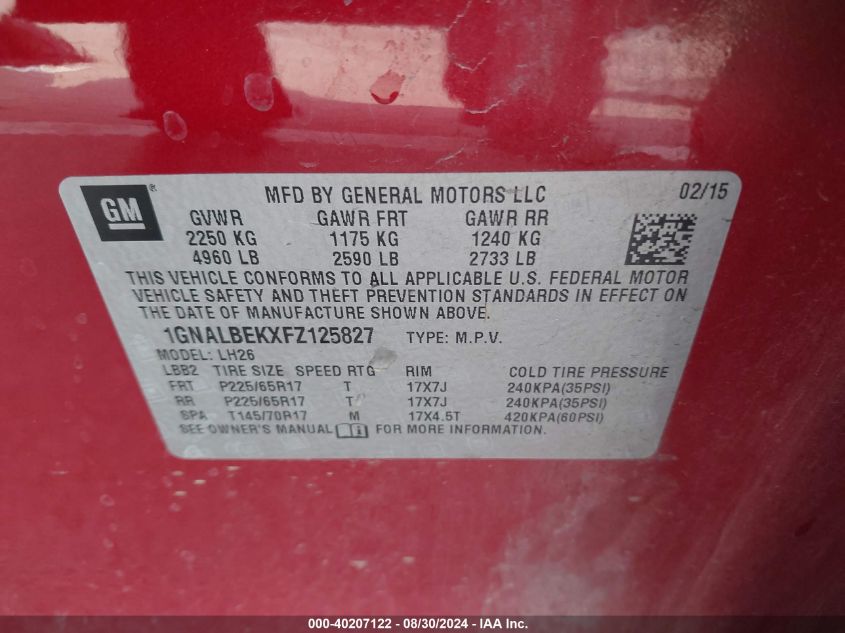 GM ® MFD BY GENERAL MOTORS LLC 02/15
GVWR GAWR FRT GAWR RR
2250 KG 1175 KG 1240 KG
4960 LB 2590 LB 2733 LB
THIS VEHICLE CONFORMS TO ALL APPLICABLE U.S. FEDERAL MOTOR
VEHICLE SAFETY AND THEFT PREVENTION STANDARDS IN EFFECT ON
THE DATE OF MANUFACTURE SHOWN ABOVE.
1GNALBEKXFZ125827 TYPE: M.P.V.
MODEL: LH26
LBB2 TIRE SIZE SPEED RTG RIM COLD TIRE PRESSURE
FRT P225/65R17 T 17X7J 240KPA(35PSI)
RR P225/65R17 T 17X7J 240KPA(35PSI)
SPA T145/70R17 M 17X4.5T 420KPA(60PSI)
SEE OWNER'S MANUAL FOR MORE INFORMATION.
000-40207122 - 08/30/2024 - IAA Inc.